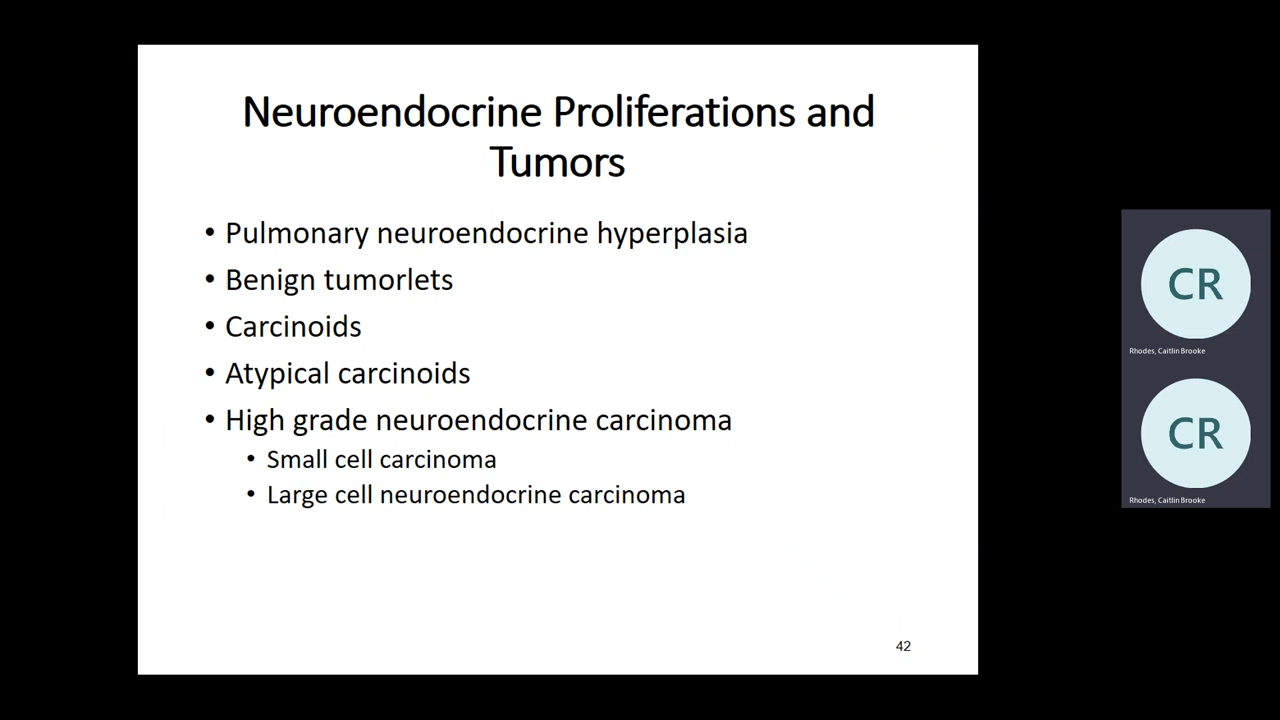 Neuroendocrine Proliferations and
Tumors
• Pulmonary neuroendocrine hyperplasia
• Benign tumorlets
• Carcinoids
• Atypical carcinoids
• High grade neuroendocrine carcinoma
• Small cell carcinoma
• Large cell neuroendocrine carcinoma
42
CR
Rhodes, Caitlin Brooke
CR
Rhodes, Caitlin Brooke